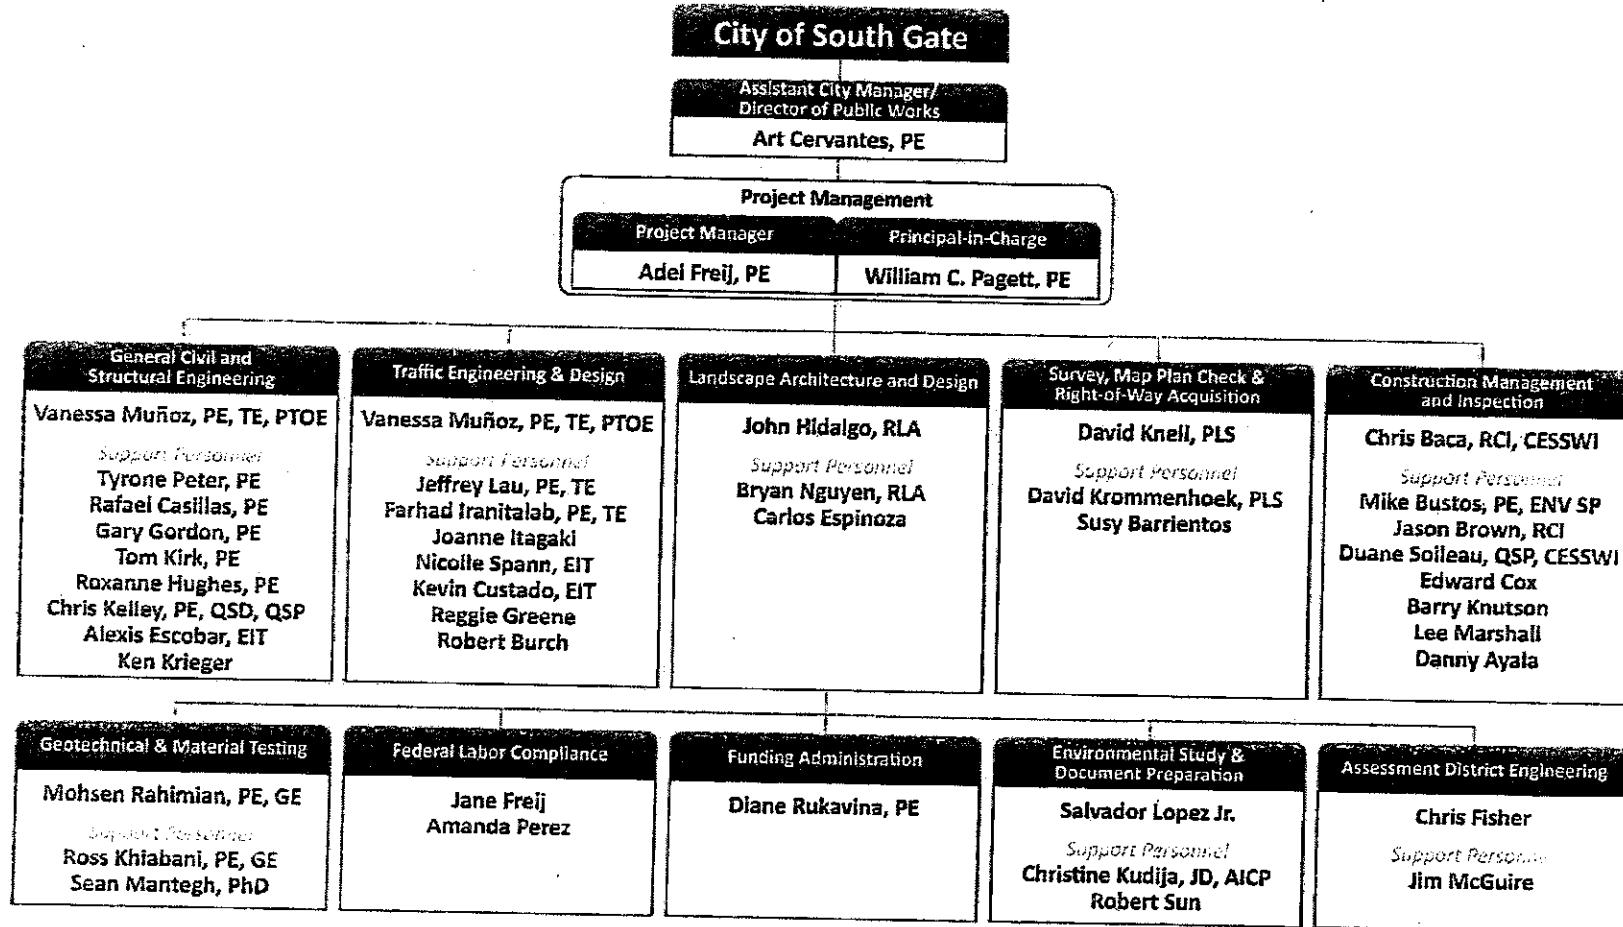 City of South Gate
Assistant City Manager/
Director of Public Works
Art Cervantes, PE
Project Management
Project Manager
Adel Freij, PE
Principal-in-Charge
William C. Pagett, PE
General Civil and
Structural Engineering
Vanessa Muñoz, PE, TE, PTOE
Support Personnel
Tyrone Peter, PE
Rafael Casillas, PE
Gary Gordon, PE
Tom Kirk, PE
Roxanne Hughes, PE
Chris Kelley, PE, QSD, QSP
Alexis Escobar, EIT
Ken Krieger
Traffic Engineering & Design
Vanessa Muñoz, PE, TE, PTOE
Support Personnel
Jeffrey Lau, PE, TE
Farhad Iranitalab, PE, TE
Joanne Itagaki
Nicolle Spann, EIT
Kevin Custado, EIT
Reggie Greene
Robert Burch
Landscape Architecture and Design
John Hidalgo, RLA
Support Personnel
Bryan Nguyen, RLA
Carlos Espinoza
Survey, Map Plan Check &
Right-of-Way Acquisition
David Knell, PLS
Support Personnel
David Krommenhoek, PLS
Susy Barrientos
Construction Management
and Inspection
Chris Baca, RCI, CESSWI
Support Personnel
Mike Bustos, PE, ENV SP
Jason Brown, RCI
Duane Soileau, QSP, CESSWI
Edward Cox
Barry Knutson
Lee Marshall
Danny Ayala
Geotechnical & Material Testing
Mohsen Rahimian, PE, GE
Support Personnel
Ross Khiabani, PE, GE
Sean Mantegh, PhD
Federal Labor Compliance
Jane Freij
Amanda Perez
Funding Administration
Diane Rukavina, PE
Environmental Study &
Document Preparation
Salvador Lopez Jr.
Support Personnel
Christine Kudija, JD, AICP
Robert Sun
Assessment District Engineering
Chris Fisher
Support Personnel
Jim McGuire